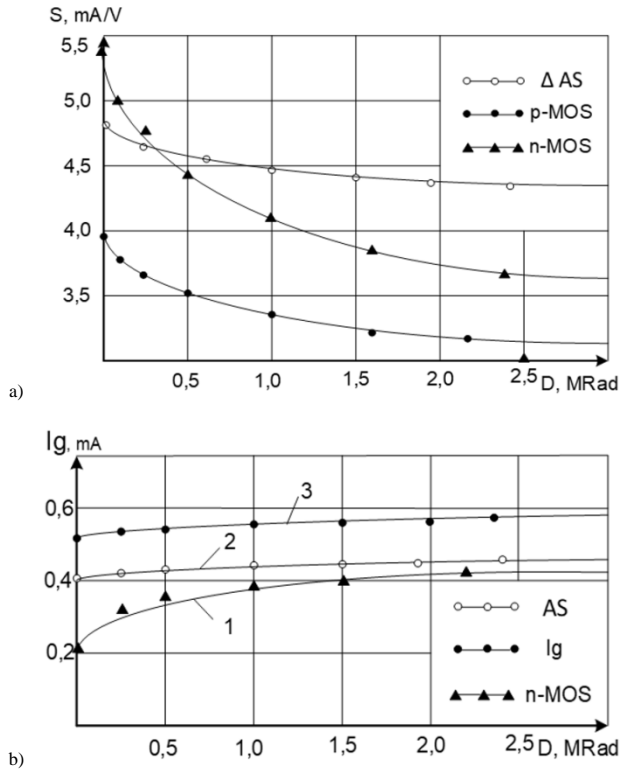 S, mA/V
5,5
5,0
4,5
4,0
3,5
Δ AS
p-MOS
n-MOS
0,5 1,0 1,5 2,0 2,5 D, MRad
a)
Ig, mA
0,6
0,4
0,2
3
2
1
AS
Ig
n-MOS
0,5 1,0 1,5 2,0 2,5 D, MRad
b)